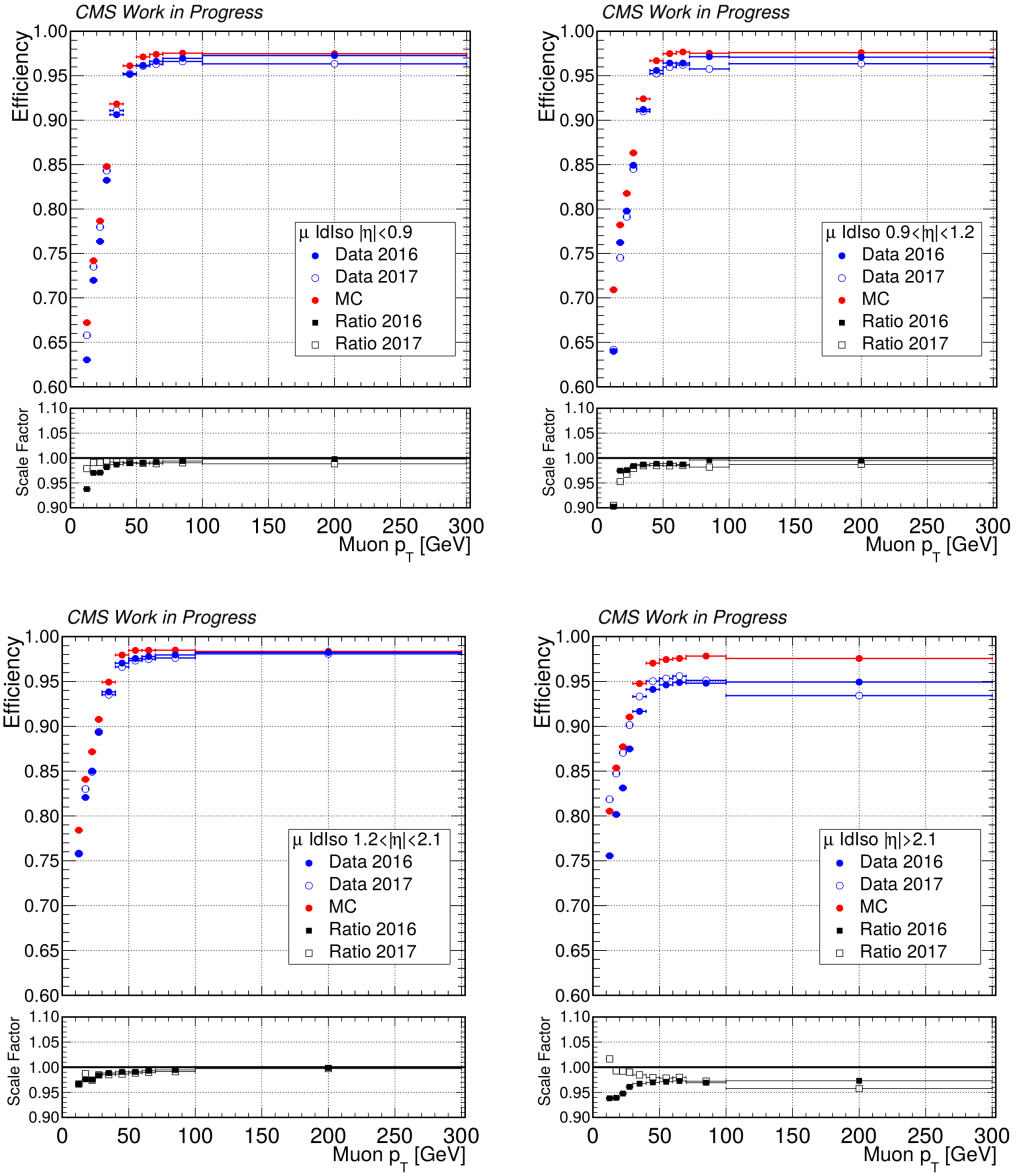 CMS Work in Progress
Efficiency
1.00
0.95
0.90
0.85
0.80
0.75
0.70
0.65
0.60
μ IdIso |η|<0.9
Data 2016
Data 2017
MC
Ratio 2016
Ratio 2017
Scale Factor
1.10
1.05
1.00
0.95
0.90
0 50 100 150 200 250 300
Muon pT [GeV]
CMS Work in Progress
Efficiency
1.00
0.95
0.90
0.85
0.80
0.75
0.70
0.65
0.60
μ IdIso 0.9<|η|<1.2
Data 2016
Data 2017
MC
Ratio 2016
Ratio 2017
Scale Factor
1.10
1.05
1.00
0.95
0.90
0 50 100 150 200 250 300
Muon pT [GeV]
CMS Work in Progress
Efficiency
1.00
0.95
0.90
0.85
0.80
0.75
0.70
0.65
0.60
μ IdIso 1.2<|η|<2.1
Data 2016
Data 2017
MC
Ratio 2016
Ratio 2017
Scale Factor
1.10
1.05
1.00
0.95
0.90
0 50 100 150 200 250 300
Muon pT [GeV]
CMS Work in Progress
Efficiency
1.00
0.95
0.90
0.85
0.80
0.75
0.70
0.65
0.60
μ IdIso |η|>2.1
Data 2016
Data 2017
MC
Ratio 2016
Ratio 2017
Scale Factor
1.10
1.05
1.00
0.95
0.90
0 50 100 150 200 250 300
Muon pT [GeV]